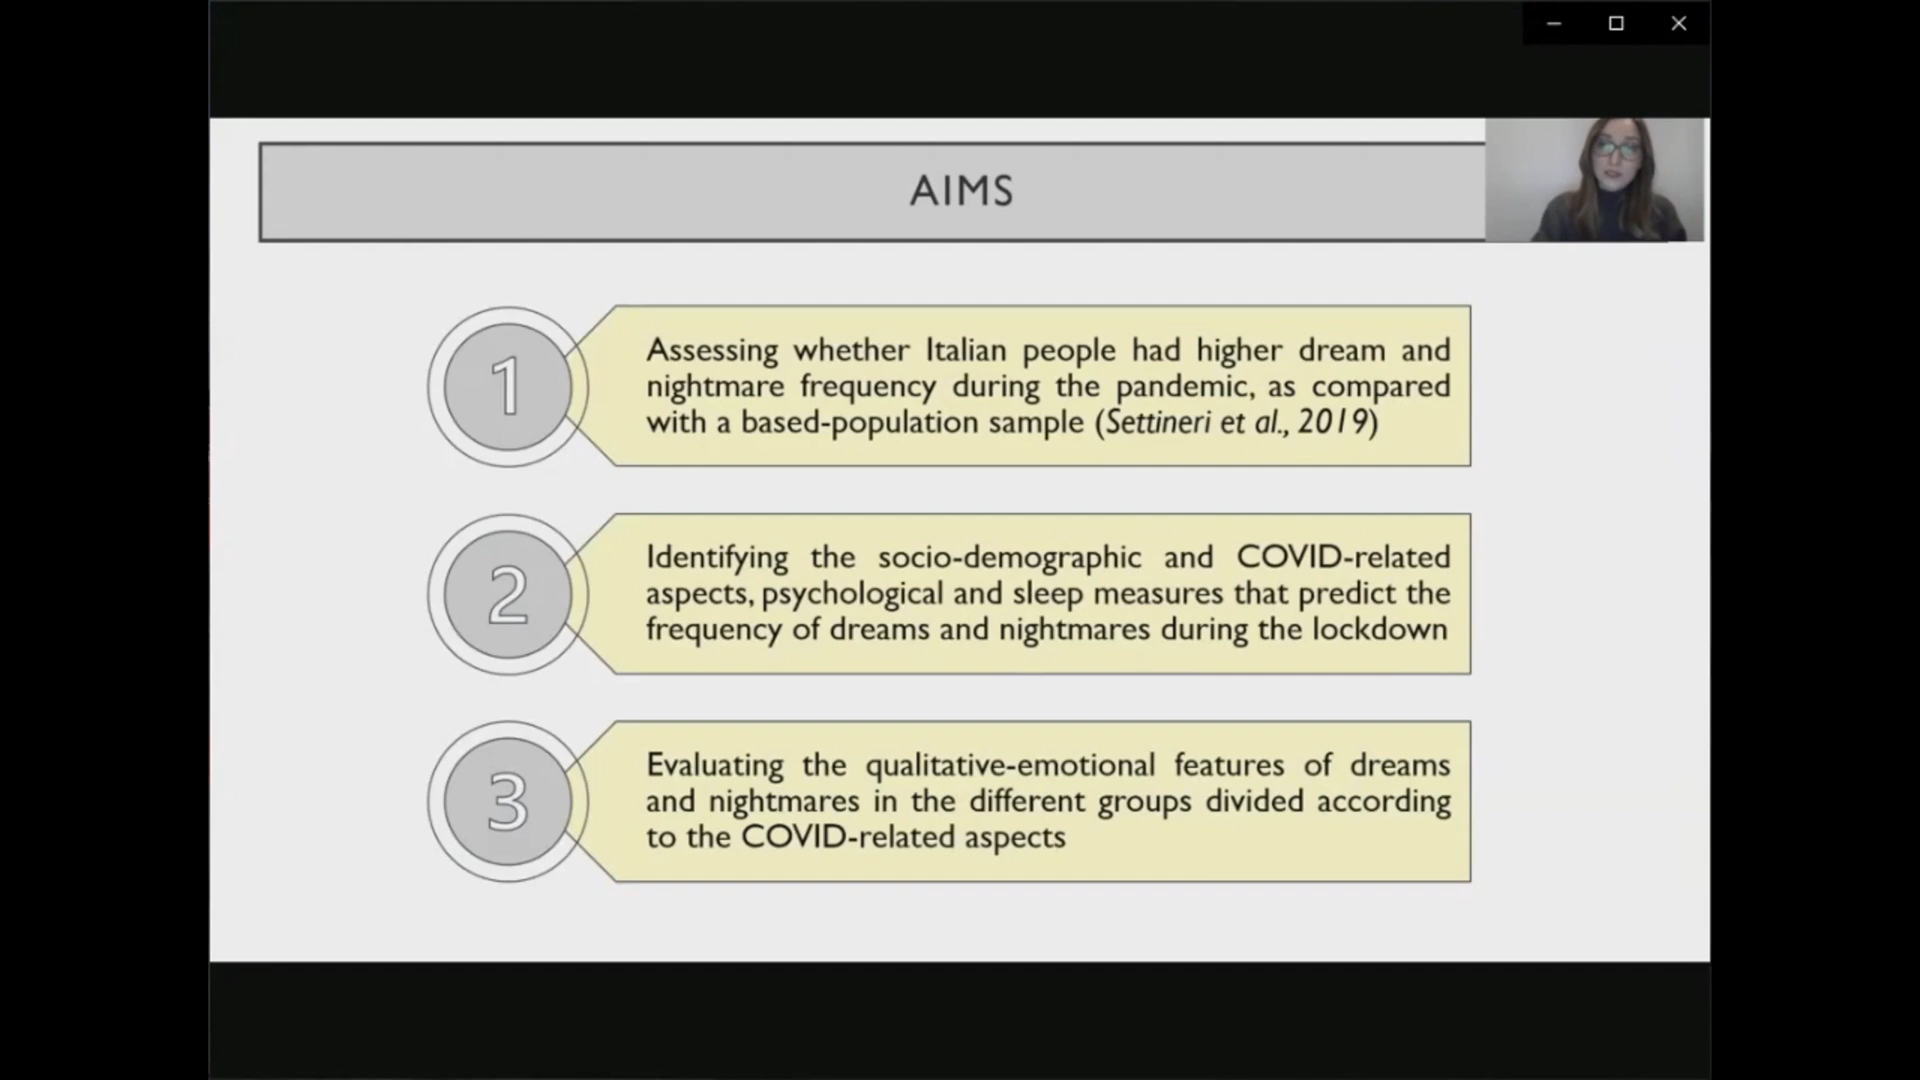 AIMS
1
Assessing whether Italian people had higher dream and
nightmare frequency during the pandemic, as compared
with a based-population sample (Settineri et al., 2019)
2
Identifying the socio-demographic and COVID-related
aspects, psychological and sleep measures that predict the
frequency of dreams and nightmares during the lockdown
3
Evaluating the qualitative-emotional features of dreams
and nightmares in the different groups divided according
to the COVID-related aspects